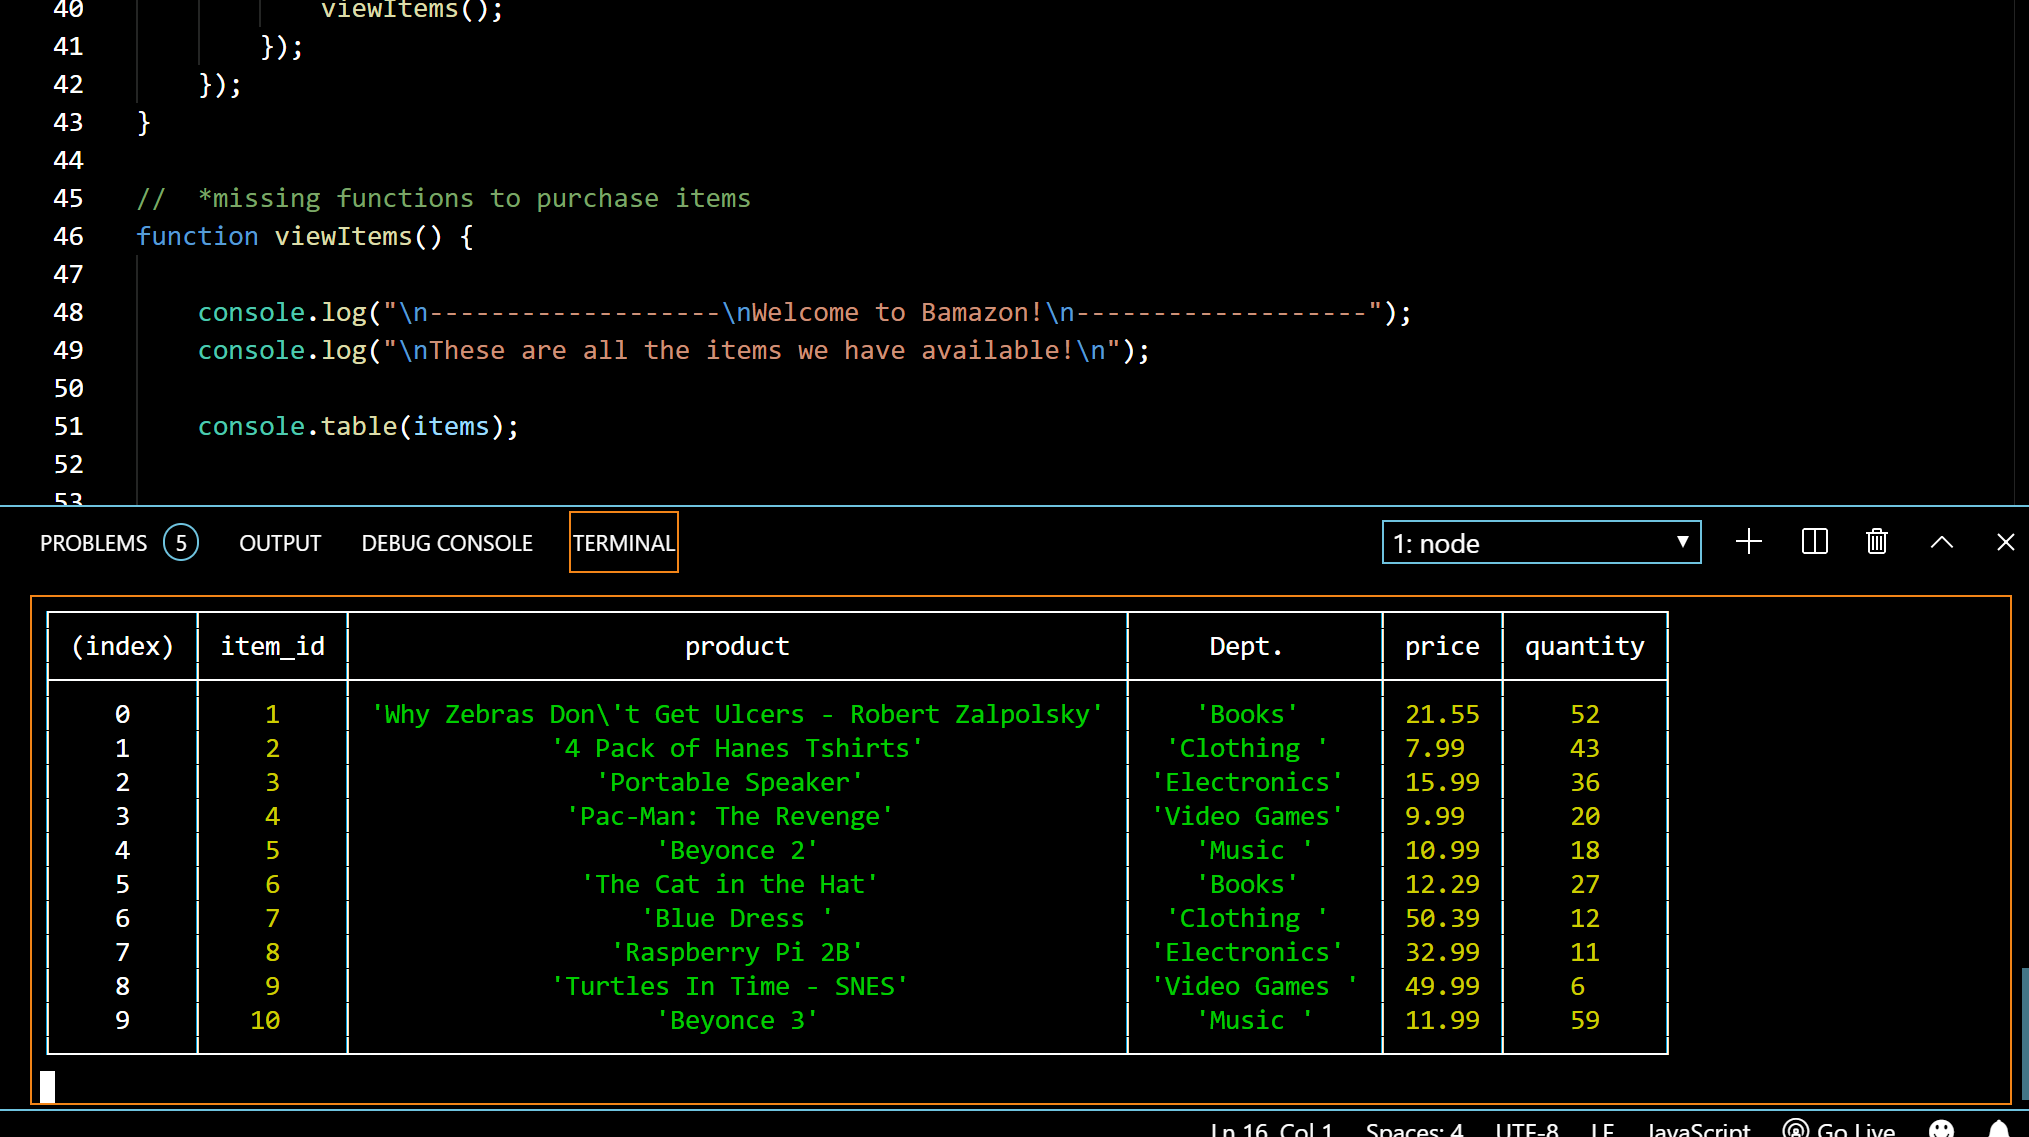 40 viewItems();
41 });
42 });
43 }
44
45 //  *missing functions to purchase items
46 function viewItems() {
47
48 console.log("\n-------------------\nWelcome to Bamazon!\n-------------------");
49 console.log("\nThese are all the items we have available!\n");
50
51 console.table(items);
52
53
PROBLEMS 5 OUTPUT DEBUG CONSOLE TERMINAL 1: node
(index) item_id product Dept. price quantity
0 1 'Why Zebras Don\'t Get Ulcers - Robert Zalpolsky' 'Books' 21.55 52
1 2 '4 Pack of Hanes Tshirts' 'Clothing ' 7.99 43
2 3 'Portable Speaker' 'Electronics' 15.99 36
3 4 'Pac-Man: The Revenge' 'Video Games' 9.99 20
4 5 'Beyonce 2' 'Music ' 10.99 18
5 6 'The Cat in the Hat' 'Books' 12.29 27
6 7 'Blue Dress ' 'Clothing ' 50.39 12
7 8 'Raspberry Pi 2B' 'Electronics' 32.99 11
8 9 'Turtles In Time - SNES' 'Video Games ' 49.99 6
9 10 'Beyonce 3' 'Music ' 11.99 59
Ln 16, Col 1 Spaces: 4 UTF-8 LF JavaScript Go Live